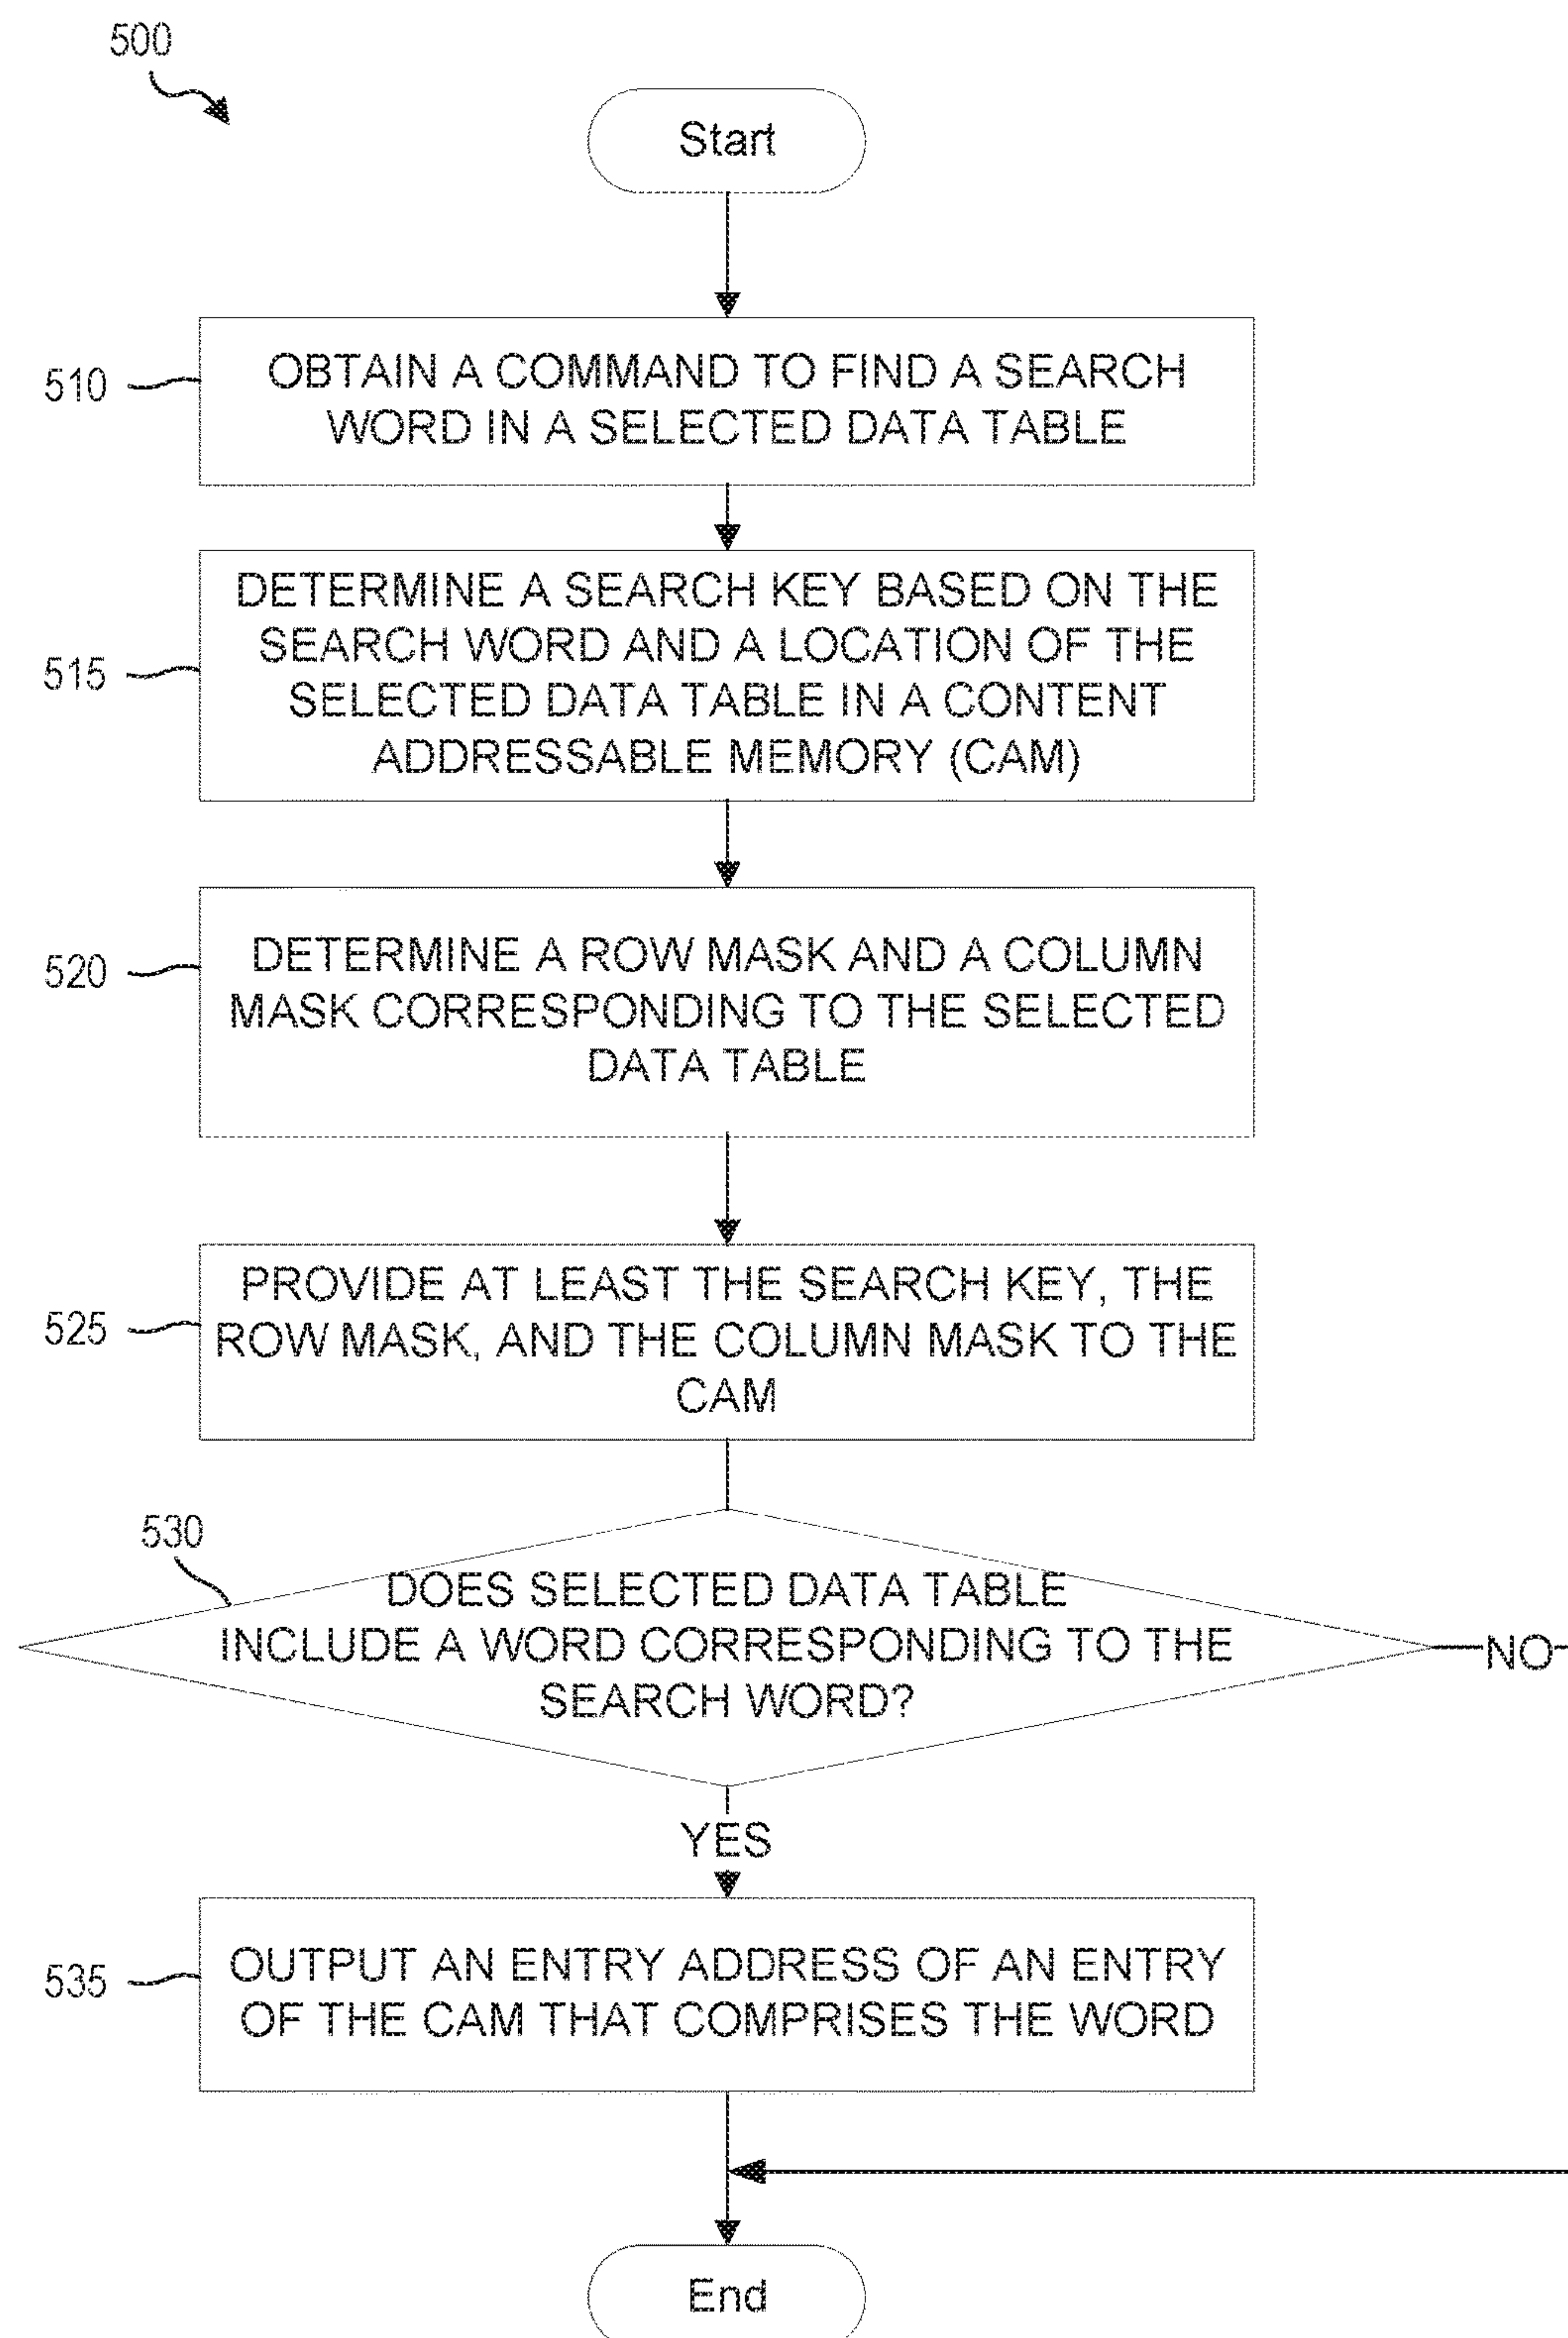 500
Start
510
OBTAIN A COMMAND TO FIND A SEARCH
WORD IN A SELECTED DATA TABLE
515
DETERMINE A SEARCH KEY BASED ON THE
SEARCH WORD AND A LOCATION OF THE
SELECTED DATA TABLE IN A CONTENT
ADDRESSABLE MEMORY (CAM)
520
DETERMINE A ROW MASK AND A COLUMN
MASK CORRESPONDING TO THE SELECTED
DATA TABLE
525
PROVIDE AT LEAST THE SEARCH KEY, THE
ROW MASK, AND THE COLUMN MASK TO THE
CAM
530
DOES SELECTED DATA TABLE
INCLUDE A WORD CORRESPONDING TO THE
SEARCH WORD?
NO
YES
535
OUTPUT AN ENTRY ADDRESS OF AN ENTRY
OF THE CAM THAT COMPRISES THE WORD
End